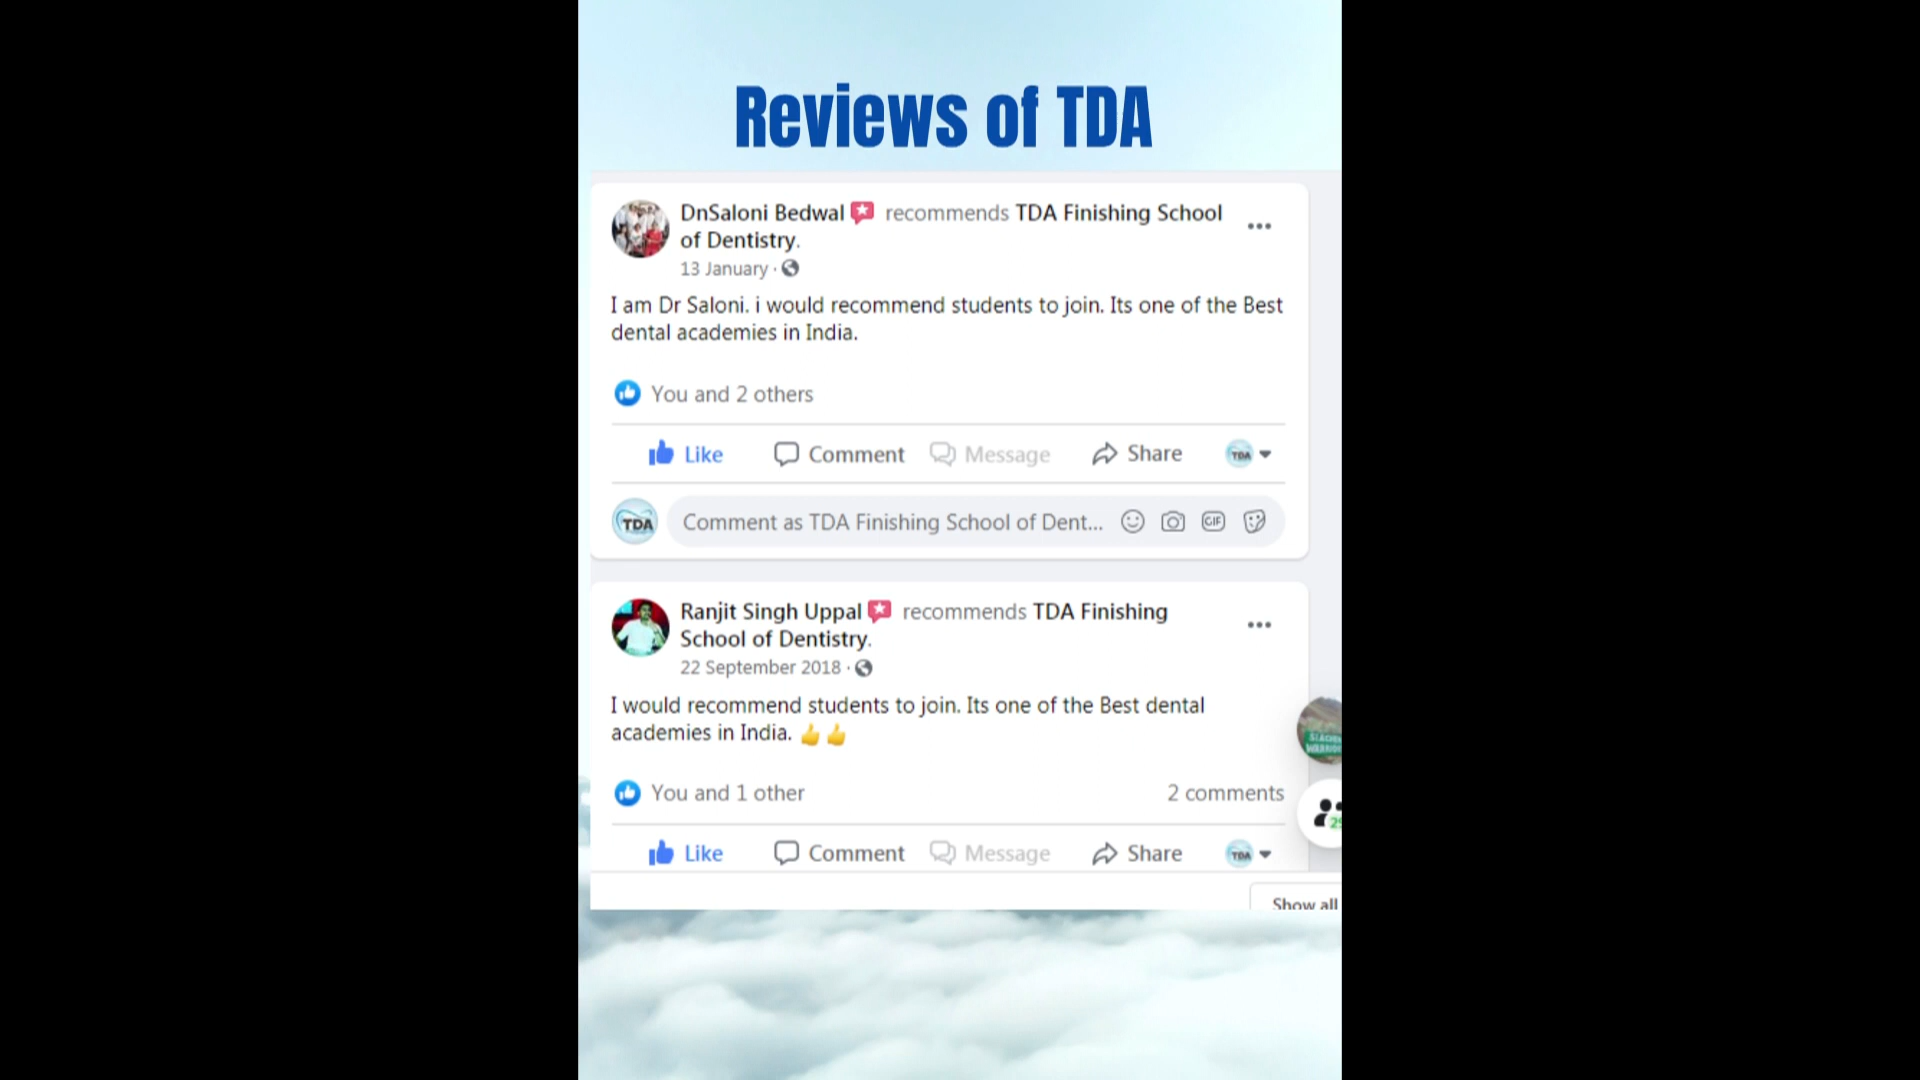 Reviews of TDA
DnSaloni Bedwal recommends TDA Finishing School
of Dentistry.
13 January ·
I am Dr Saloni. i would recommend students to join. Its one of the Best
dental academies in India.
You and 2 others
Like Comment Message Share TDA
TDA Comment as TDA Finishing School of Dent... GIF
Ranjit Singh Uppal recommends TDA Finishing
School of Dentistry.
22 September 2018 ·
I would recommend students to join. Its one of the Best dental
academies in India. 👍👍
You and 1 other 2 comments
Like Comment Message Share TDA
Show all